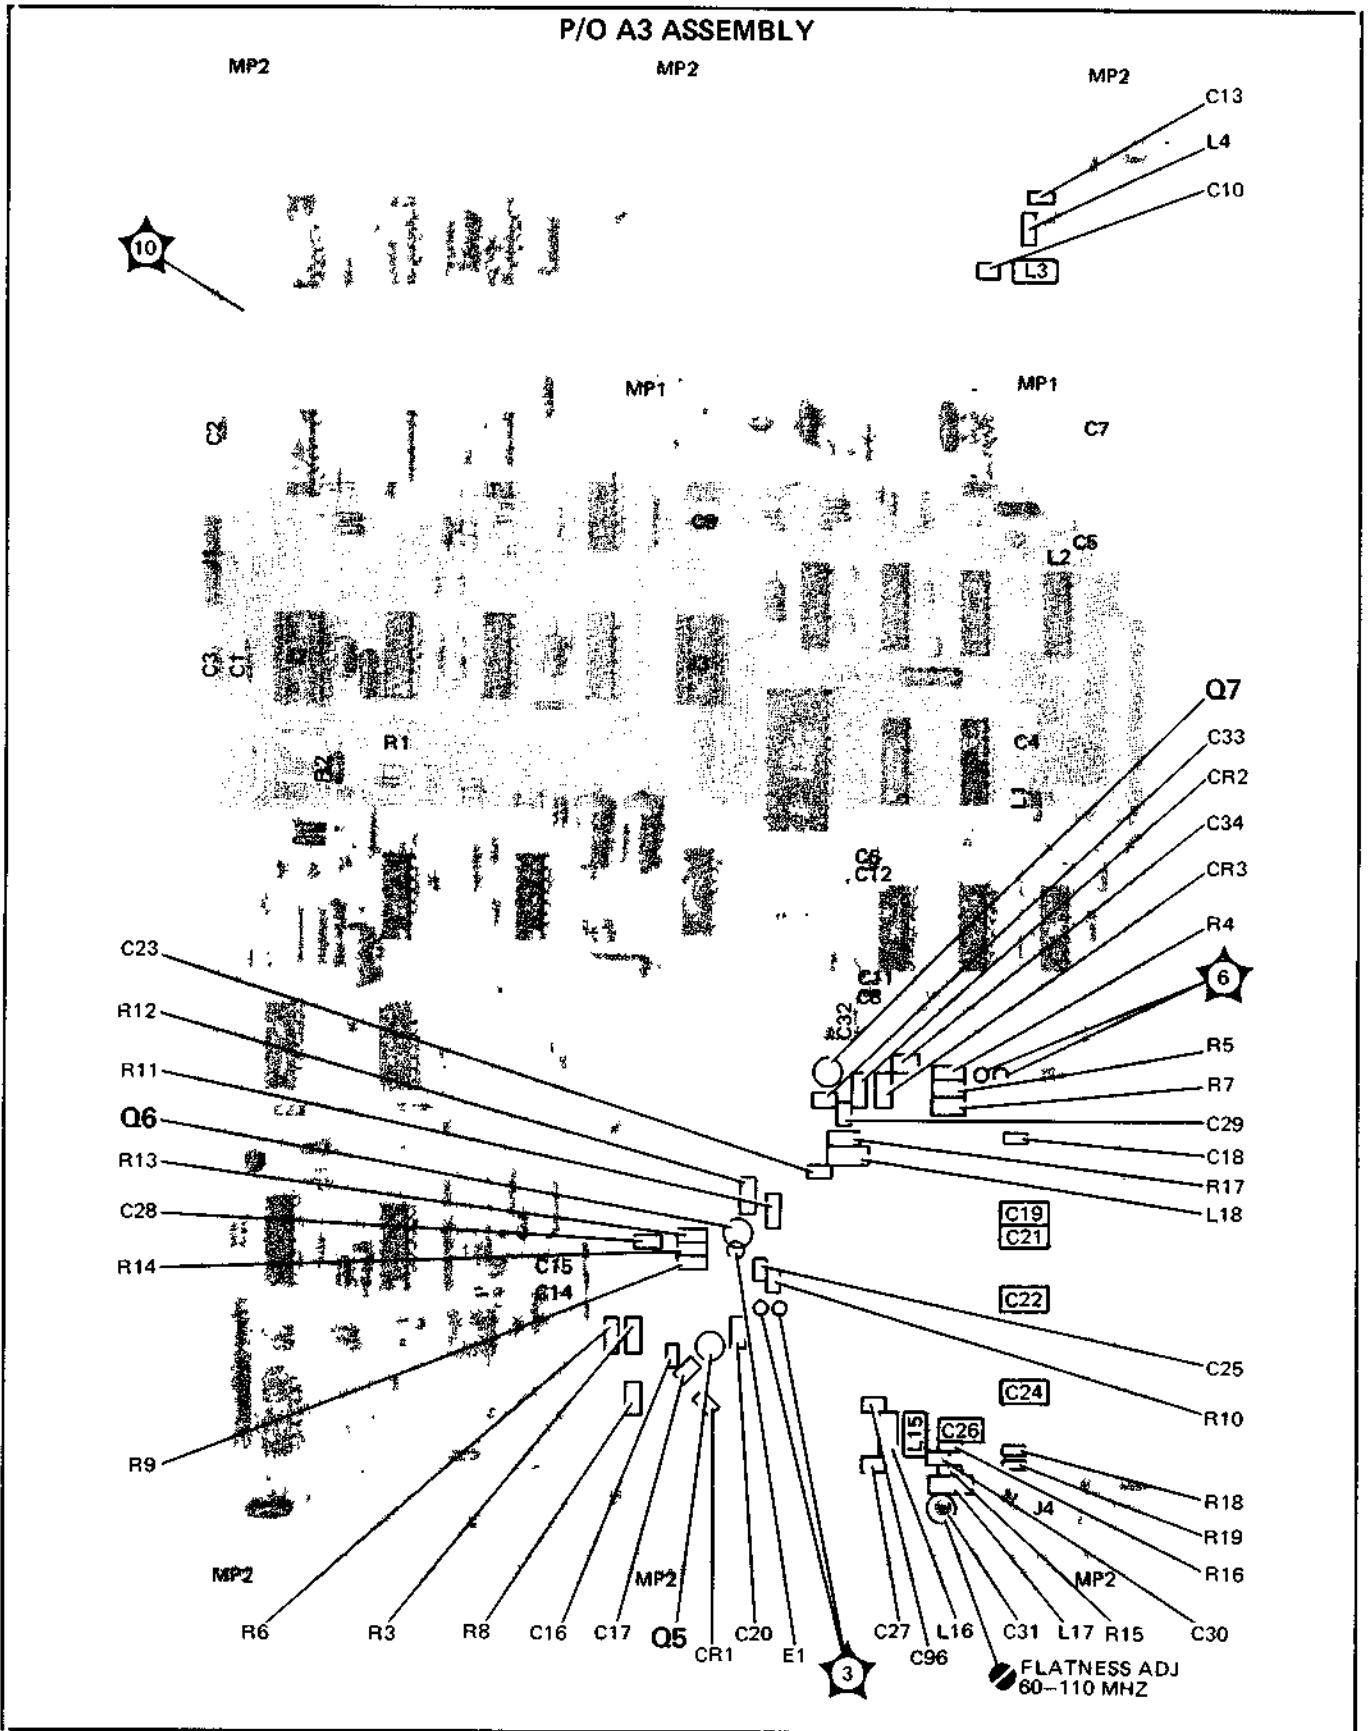 P/O A3 ASSEMBLY
MP2 MP2 MP2
C13
L4
C10
10
L3
MP1 MP1
C2 C7
C9
C5
L2
C3 C1
Q7
R1 C4 C33
R2 CR2
L1
C34
C6
C12
CR3
R4
C23
C11
C8
6
R12 C32
R5
R11
R7
Q6 C29
R13 C18
R17
C28 C19 L18
C21
R14 C15
C14 C22
C25
C24
R10
L15 C26
R9
R18
J4
R19
MP2 MP2 MP2 R16
R6 R3 R8 C16 C17 Q5 CR1 C20 E1 3 C27 C96 L16 C31 L17 R15 C30
FLATNESS ADJ
60–110 MHZ